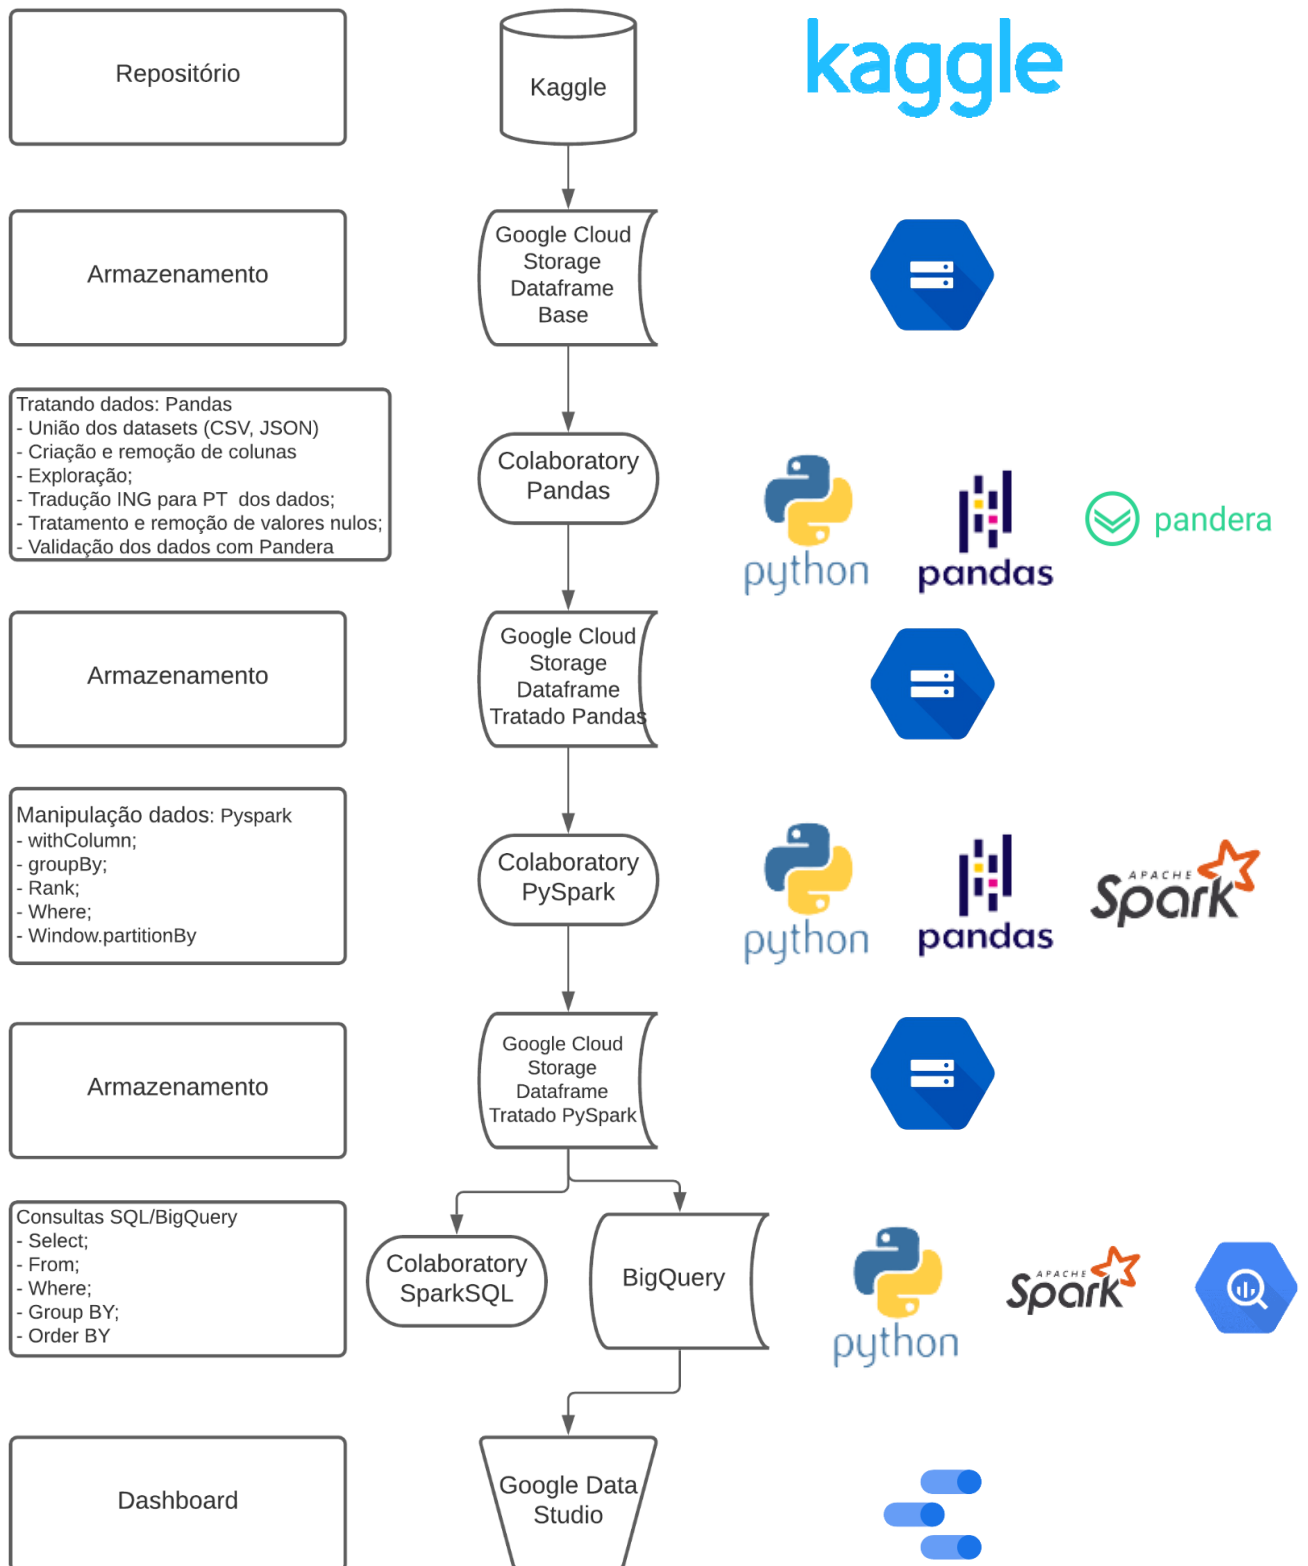 Repositório
Kaggle
kaggle
Armazenamento
Google Cloud
Storage
Dataframe
Base
Tratando dados: Pandas
- União dos datasets (CSV, JSON)
- Criação e remoção de colunas
- Exploração;
- Tradução ING para PT  dos dados;
- Tratamento e remoção de valores nulos;
- Validação dos dados com Pandera
Colaboratory
Pandas
python
pandas
pandera
Armazenamento
Google Cloud
Storage
Dataframe
Tratado Pandas
Manipulação dados: Pyspark
- withColumn;
- groupBy;
- Rank;
- Where;
- Window.partitionBy
Colaboratory
PySpark
python
pandas
APACHE
Spark
Armazenamento
Google Cloud
Storage
Dataframe
Tratado PySpark
Consultas SQL/BigQuery
- Select;
- From;
- Where;
- Group BY;
- Order BY
Colaboratory
SparkSQL
BigQuery
python
APACHE
Spark
Dashboard
Google Data
Studio